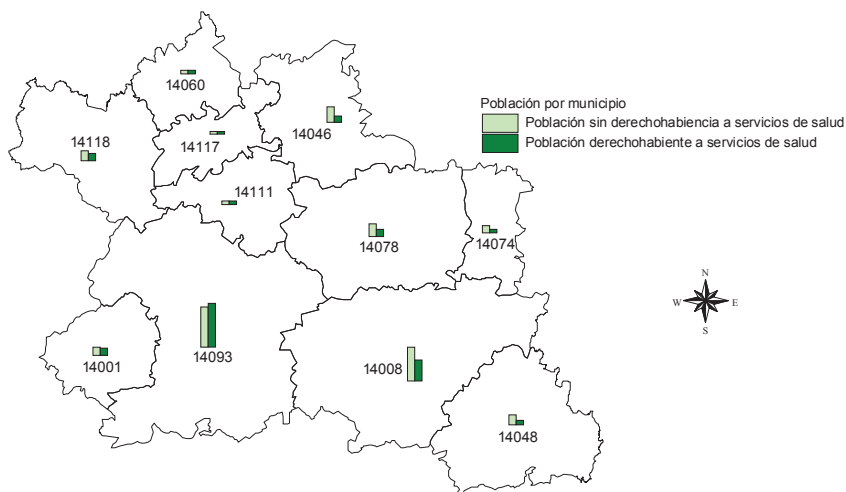 14060
14046
14118
14117
14111
14078
14074
14093
14001
14008
14048
Población por municipio
Población sin derechohabiencia a servicios de salud
Población derechohabiente a servicios de salud
N
W
E
S